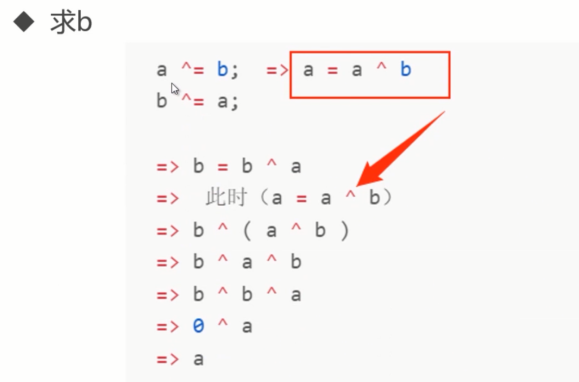 ◆ 求b
a ^= b; => a = a ^ b
b ^= a;
=> b = b ^ a
=> 此时（a = a ^ b）
=> b ^ ( a ^ b )
=> b ^ a ^ b
=> b ^ b ^ a
=> 0 ^ a
=> a